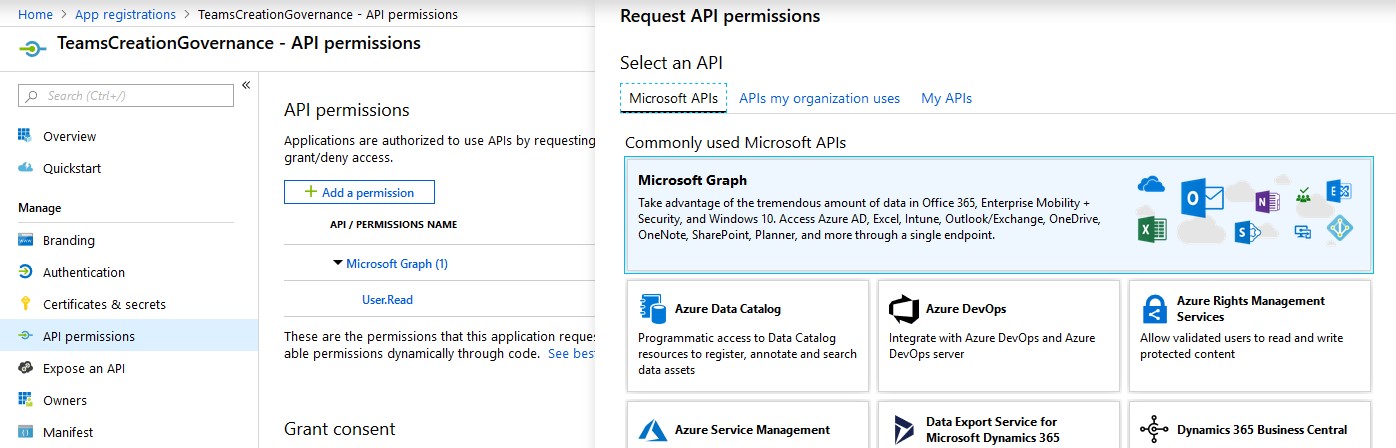 Home > App registrations > TeamsCreationGovernance - API permissions
TeamsCreationGovernance - API permissions
«
Search (Ctrl+/)
Overview
Quickstart
Manage
Branding
Authentication
Certificates & secrets
API permissions
Expose an API
Owners
Manifest
API permissions
Applications are authorized to use APIs by requesting
grant/deny access.
+ Add a permission
API / PERMISSIONS NAME
Microsoft Graph (1)
User.Read
These are the permissions that this application reques
able permissions dynamically through code. See bes
Grant consent
Request API permissions
Select an API
Microsoft APIs APIs my organization uses My APIs
Commonly used Microsoft APIs
Microsoft Graph
Take advantage of the tremendous amount of data in Office 365, Enterprise Mobility +
Security, and Windows 10. Access Azure AD, Excel, Intune, Outlook/Exchange, OneDrive,
OneNote, SharePoint, Planner, and more through a single endpoint.
Azure Data Catalog
Programmatic access to Data Catalog
resources to register, annotate and search
data assets
Azure DevOps
Integrate with Azure DevOps and Azure
DevOps server
Azure Rights Management
Services
Allow validated users to read and write
protected content
Azure Service Management
Data Export Service for
Microsoft Dynamics 365
Dynamics 365 Business Central